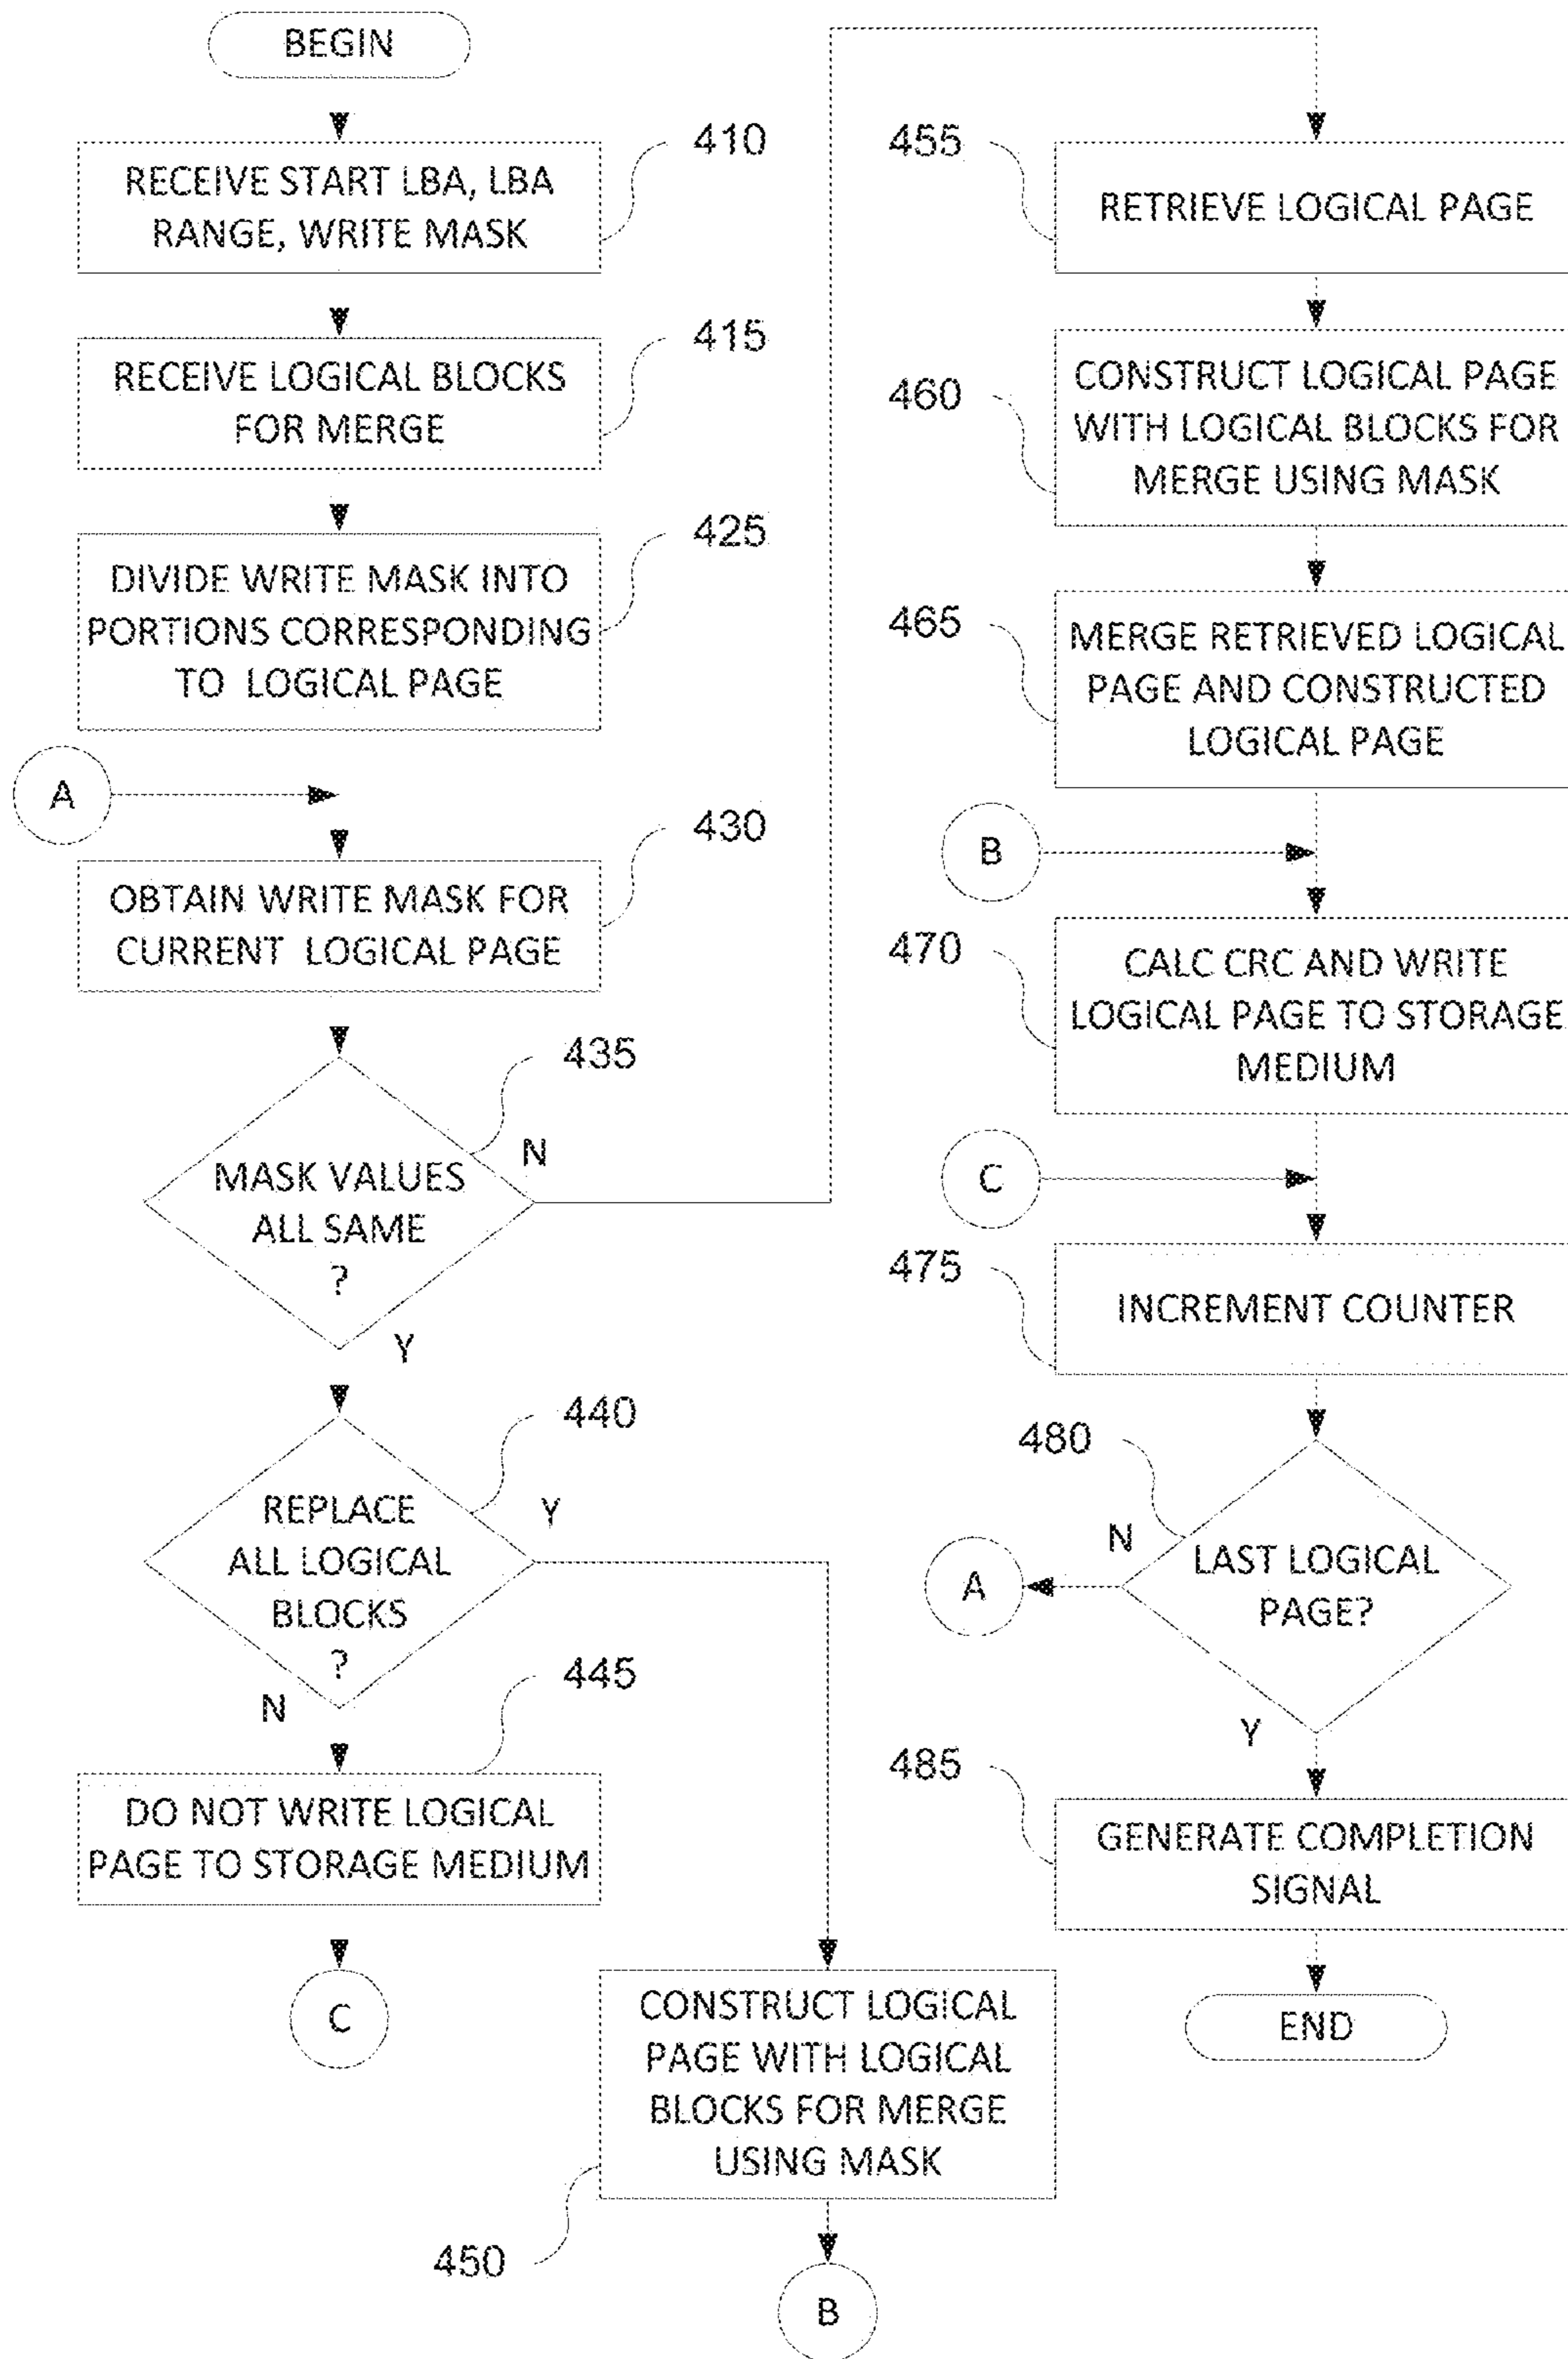 BEGIN
410
RECEIVE START LBA, LBA
RANGE, WRITE MASK
415
RECEIVE LOGICAL BLOCKS
FOR MERGE
425
DIVIDE WRITE MASK INTO
PORTIONS CORRESPONDING
TO LOGICAL PAGE
A
430
OBTAIN WRITE MASK FOR
CURRENT LOGICAL PAGE
435
N
MASK VALUES
ALL SAME
?
Y
440
Y
REPLACE
ALL LOGICAL
BLOCKS
?
N
445
DO NOT WRITE LOGICAL
PAGE TO STORAGE MEDIUM
C
CONSTRUCT LOGICAL
PAGE WITH LOGICAL
BLOCKS FOR MERGE
USING MASK
450
B
455
RETRIEVE LOGICAL PAGE
460
CONSTRUCT LOGICAL PAGE
WITH LOGICAL BLOCKS FOR
MERGE USING MASK
465
MERGE RETRIEVED LOGICAL
PAGE AND CONSTRUCTED
LOGICAL PAGE
B
470
CALC CRC AND WRITE
LOGICAL PAGE TO STORAGE
MEDIUM
C
475
INCREMENT COUNTER
480
N
A
LAST LOGICAL
PAGE?
Y
485
GENERATE COMPLETION
SIGNAL
END